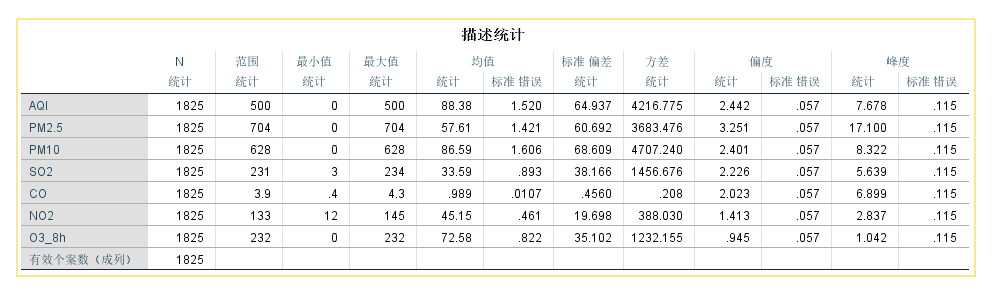 描述统计
N 范围 最小值 最大值 均值 标准 偏差 方差 偏度 峰度
统计 统计 统计 统计 统计 标准 错误 统计 统计 统计 标准 错误 统计 标准 错误
AQI 1825 500 0 500 88.38 1.520 64.937 4216.775 2.442 .057 7.678 .115
PM2.5 1825 704 0 704 57.61 1.421 60.692 3683.476 3.251 .057 17.100 .115
PM10 1825 628 0 628 86.59 1.606 68.609 4707.240 2.401 .057 8.322 .115
SO2 1825 231 3 234 33.59 .893 38.166 1456.676 2.226 .057 5.639 .115
CO 1825 3.9 .4 4.3 .989 .0107 .4560 .208 2.023 .057 6.899 .115
NO2 1825 133 12 145 45.15 .461 19.698 388.030 1.413 .057 2.837 .115
O3_8h 1825 232 0 232 72.58 .822 35.102 1232.155 .945 .057 1.042 .115
有效个案数（成列） 1825